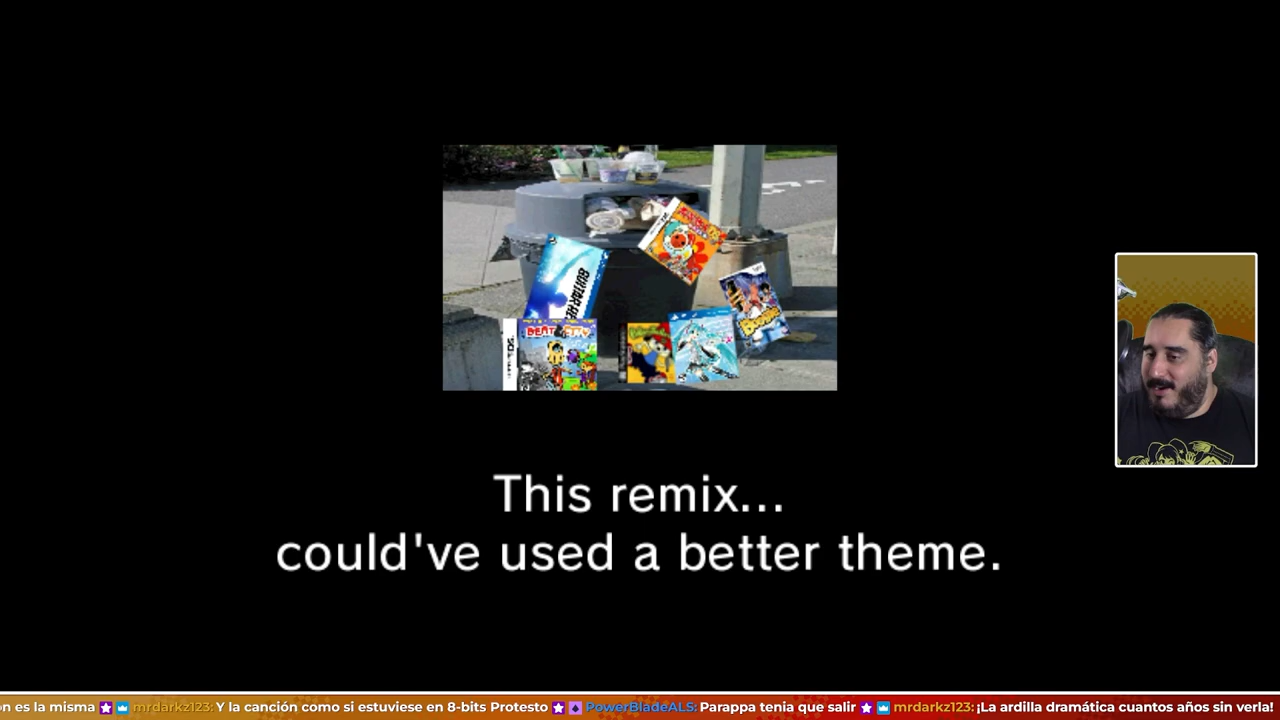 BEAT CITY
This remix...
could've used a better theme.
n es la misma mrdarkz123: Y la canción como si estuviese en 8-bits Protesto PowerBladeALS: Parappa tenia que salir mrdarkz123: ¡La ardilla dramática cuantos años sin verla!